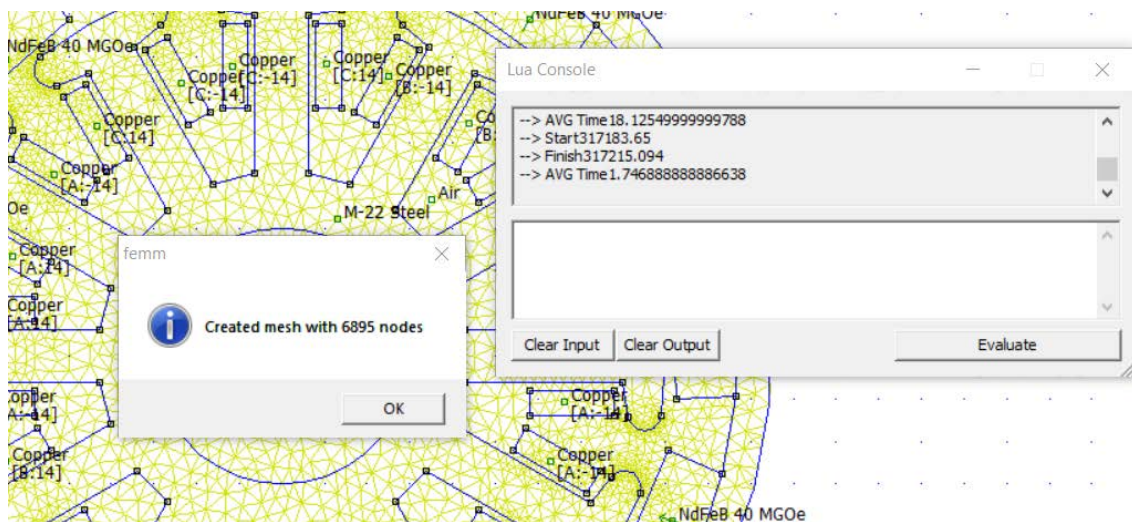 NdFeB 40 MGOe
NdFeB 40 MGOe
Copper
[C:-14]
Copper
[C:-14]
Copper
[C:14]
Copper
[B:-14]
Copper
[C:14]
Co
[B:
Copper
[A:-14]
Oe
Air
M-22 Steel
Copper
[A:14]
Copper
[A:14]
opper
A:-14]
Copper
[B:14]
Copper
[A:-14]
Copper
[A:-14]
NdFeB 40 MGOe
Lua Console
--> AVG Time18.12549999999788
--> Start317183.65
--> Finish317215.094
--> AVG Time1.746888888886638
Clear Input
Clear Output
Evaluate
femm
Created mesh with 6895 nodes
OK